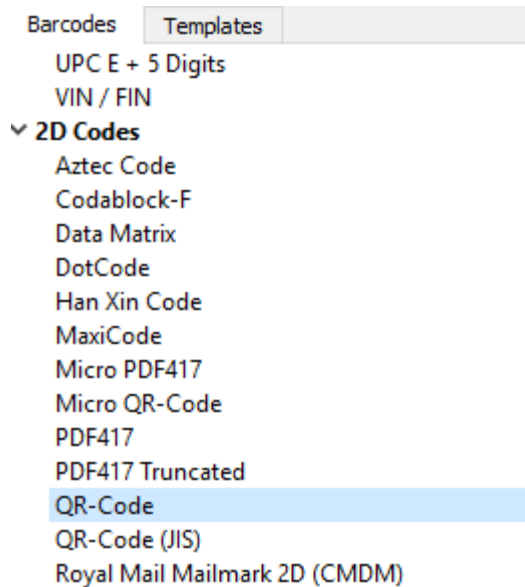 Barcodes Templates
UPC E + 5 Digits
VIN / FIN
2D Codes
Aztec Code
Codablock-F
Data Matrix
DotCode
Han Xin Code
MaxiCode
Micro PDF417
Micro QR-Code
PDF417
PDF417 Truncated
QR-Code
QR-Code (JIS)
Royal Mail Mailmark 2D (CMDM)